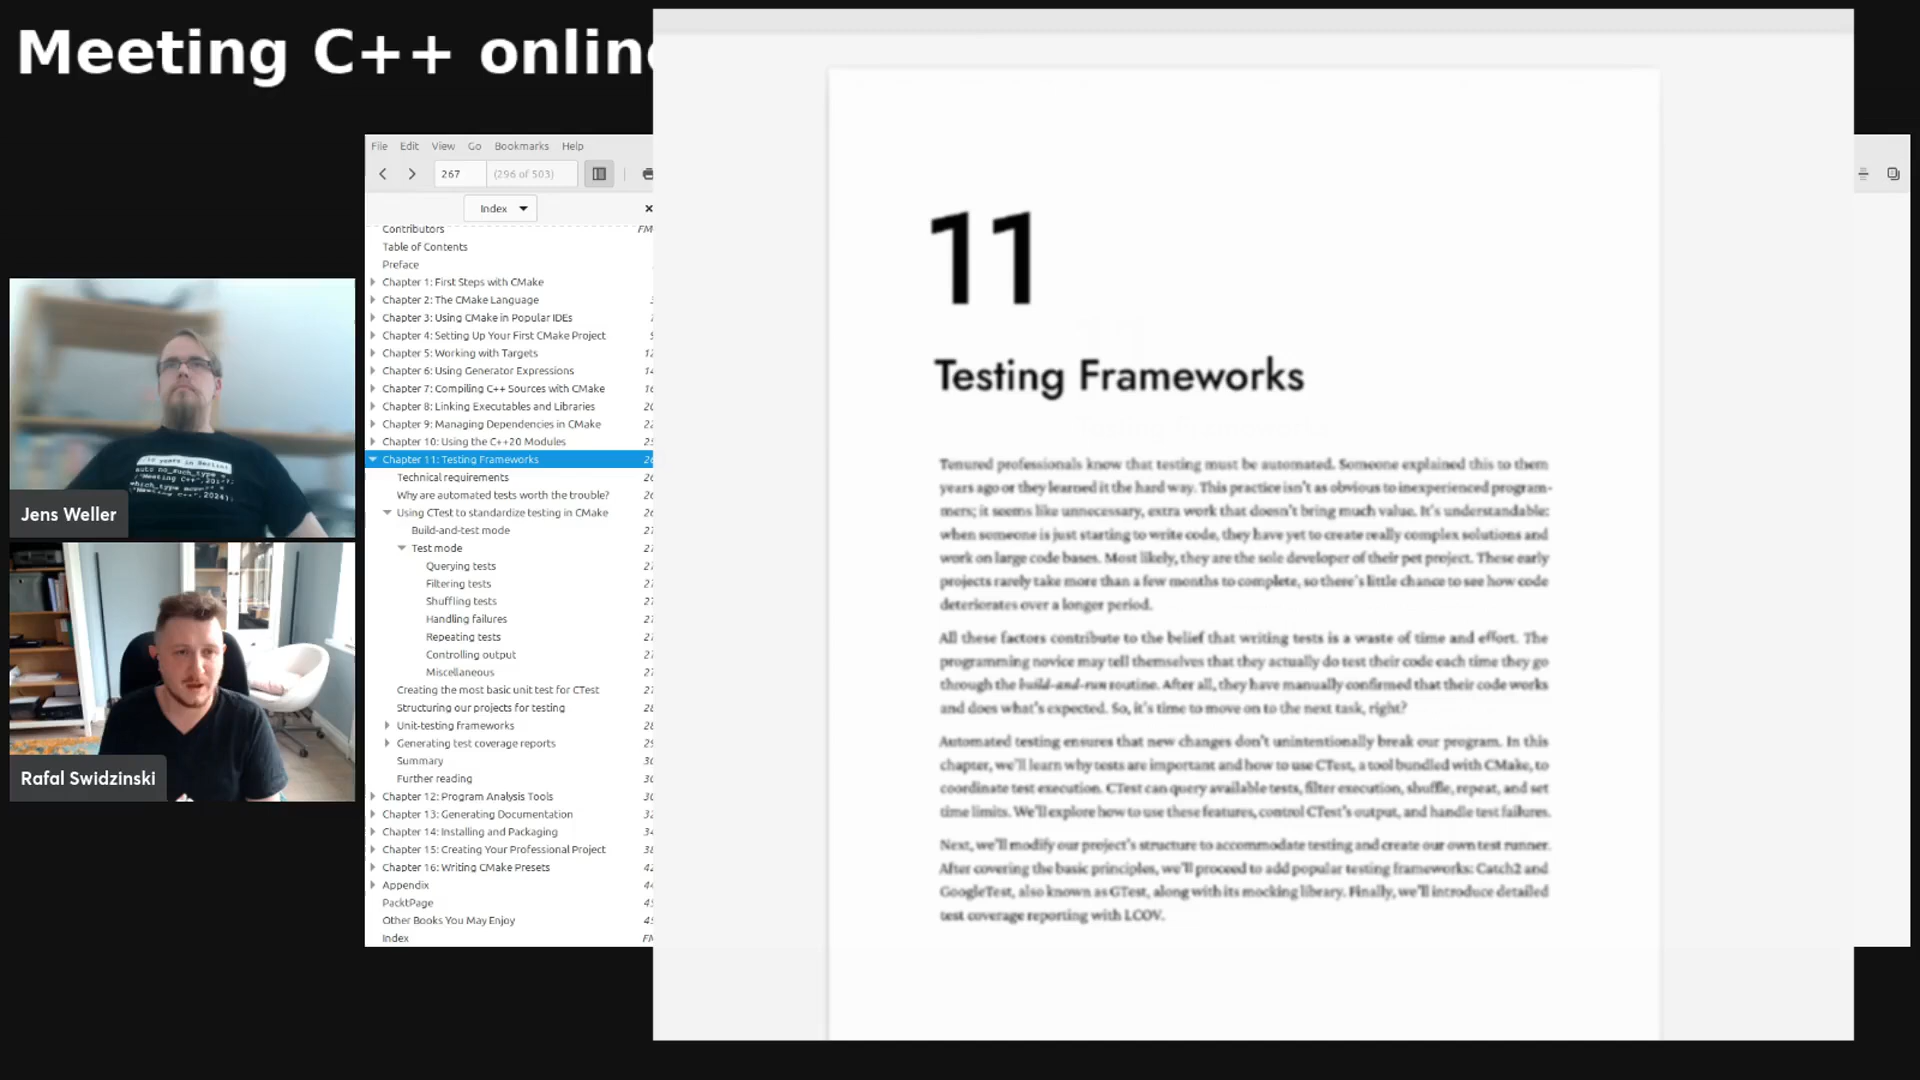 Meeting C++ online
File Edit View Go Bookmarks Help
267 (296 of 503)
Index
Contributors
Table of Contents
Preface
Chapter 1: First Steps with CMake
Chapter 2: The CMake Language
Chapter 3: Using CMake in Popular IDEs
Chapter 4: Setting Up Your First CMake Project
Chapter 5: Working with Targets
Chapter 6: Using Generator Expressions
Chapter 7: Compiling C++ Sources with CMake
Chapter 8: Linking Executables and Libraries
Chapter 9: Managing Dependencies in CMake
Chapter 10: Using the C++20 Modules
Chapter 11: Testing Frameworks
Technical requirements
Why are automated tests worth the trouble?
Using CTest to standardize testing in CMake
Build-and-test mode
Test mode
Querying tests
Filtering tests
Shuffling tests
Handling failures
Repeating tests
Controlling output
Miscellaneous
Creating the most basic unit test for CTest
Structuring our projects for testing
Unit-testing frameworks
Generating test coverage reports
Summary
Further reading
Chapter 12: Program Analysis Tools
Chapter 13: Generating Documentation
Chapter 14: Installing and Packaging
Chapter 15: Creating Your Professional Project
Chapter 16: Writing CMake Presets
Appendix
PacktPage
Other Books You May Enjoy
Index
Jens Weller
Rafal Swidzinski
11
Testing Frameworks
Tenured professionals know that testing must be automated. Someone explained this to them
years ago or they learned it the hard way. This practice isn't as obvious to inexperienced program-
mers; it seems like unnecessary, extra work that doesn't bring much value. It's understandable:
when someone is just starting to write code, they have yet to create really complex solutions and
work on large code bases. Most likely, they are the sole developer of their pet project. These early
projects rarely take more than a few months to complete, so there's little chance to see how code
deteriorates over a longer period.
All these factors contribute to the belief that writing tests is a waste of time and effort. The
programming novice may tell themselves that they actually do test their code each time they go
through the build-and-run routine. After all, they have manually confirmed that their code works
and does what's expected. So, it's time to move on to the next task, right?
Automated testing ensures that new changes don't unintentionally break our program. In this
chapter, we'll learn why tests are important and how to use CTest, a tool bundled with CMake, to
coordinate test execution. CTest can query available tests, filter execution, shuffle, repeat, and set
time limits. We'll explore how to use these features, control CTest's output, and handle test failures.
Next, we'll modify our project's structure to accommodate testing and create our own test runner.
After covering the basic principles, we'll proceed to add popular testing frameworks: Catch2 and
GoogleTest, also known as GTest, along with its mocking library. Finally, we'll introduce detailed
test coverage reporting with LCOV.